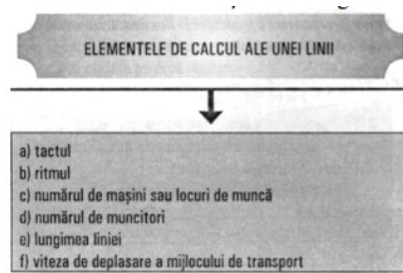 ELEMENTELE DE CALCUL ALE UNEI LINII
a) tactul
b) ritmul
c) numărul de mașini sau locuri de muncă
d) numărul de muncitori
e) lungimea liniei
f) viteza de deplasare a mijlocului de transport